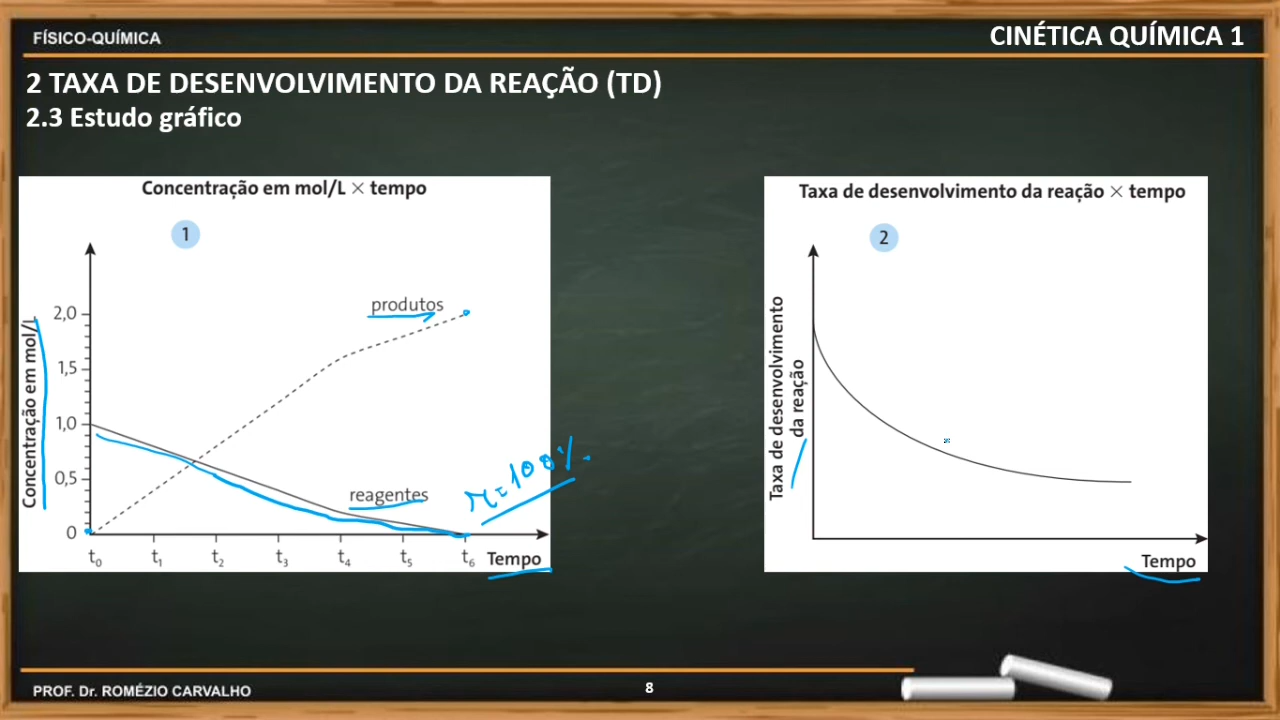 FÍSICO-QUÍMICA
CINÉTICA QUÍMICA 1
2 TAXA DE DESENVOLVIMENTO DA REAÇÃO (TD)
2.3 Estudo gráfico
Concentração em mol/L × tempo
1
Concentração em mol/L
2,0
1,5
1,0
0,5
0
produtos
reagentes
r=100%
t₀ t₁ t₂ t₃ t₄ t₅ t₆ Tempo
Taxa de desenvolvimento da reação × tempo
2
Taxa de desenvolvimento
da reação
Tempo
PROF. Dr. ROMÉZIO CARVALHO
8